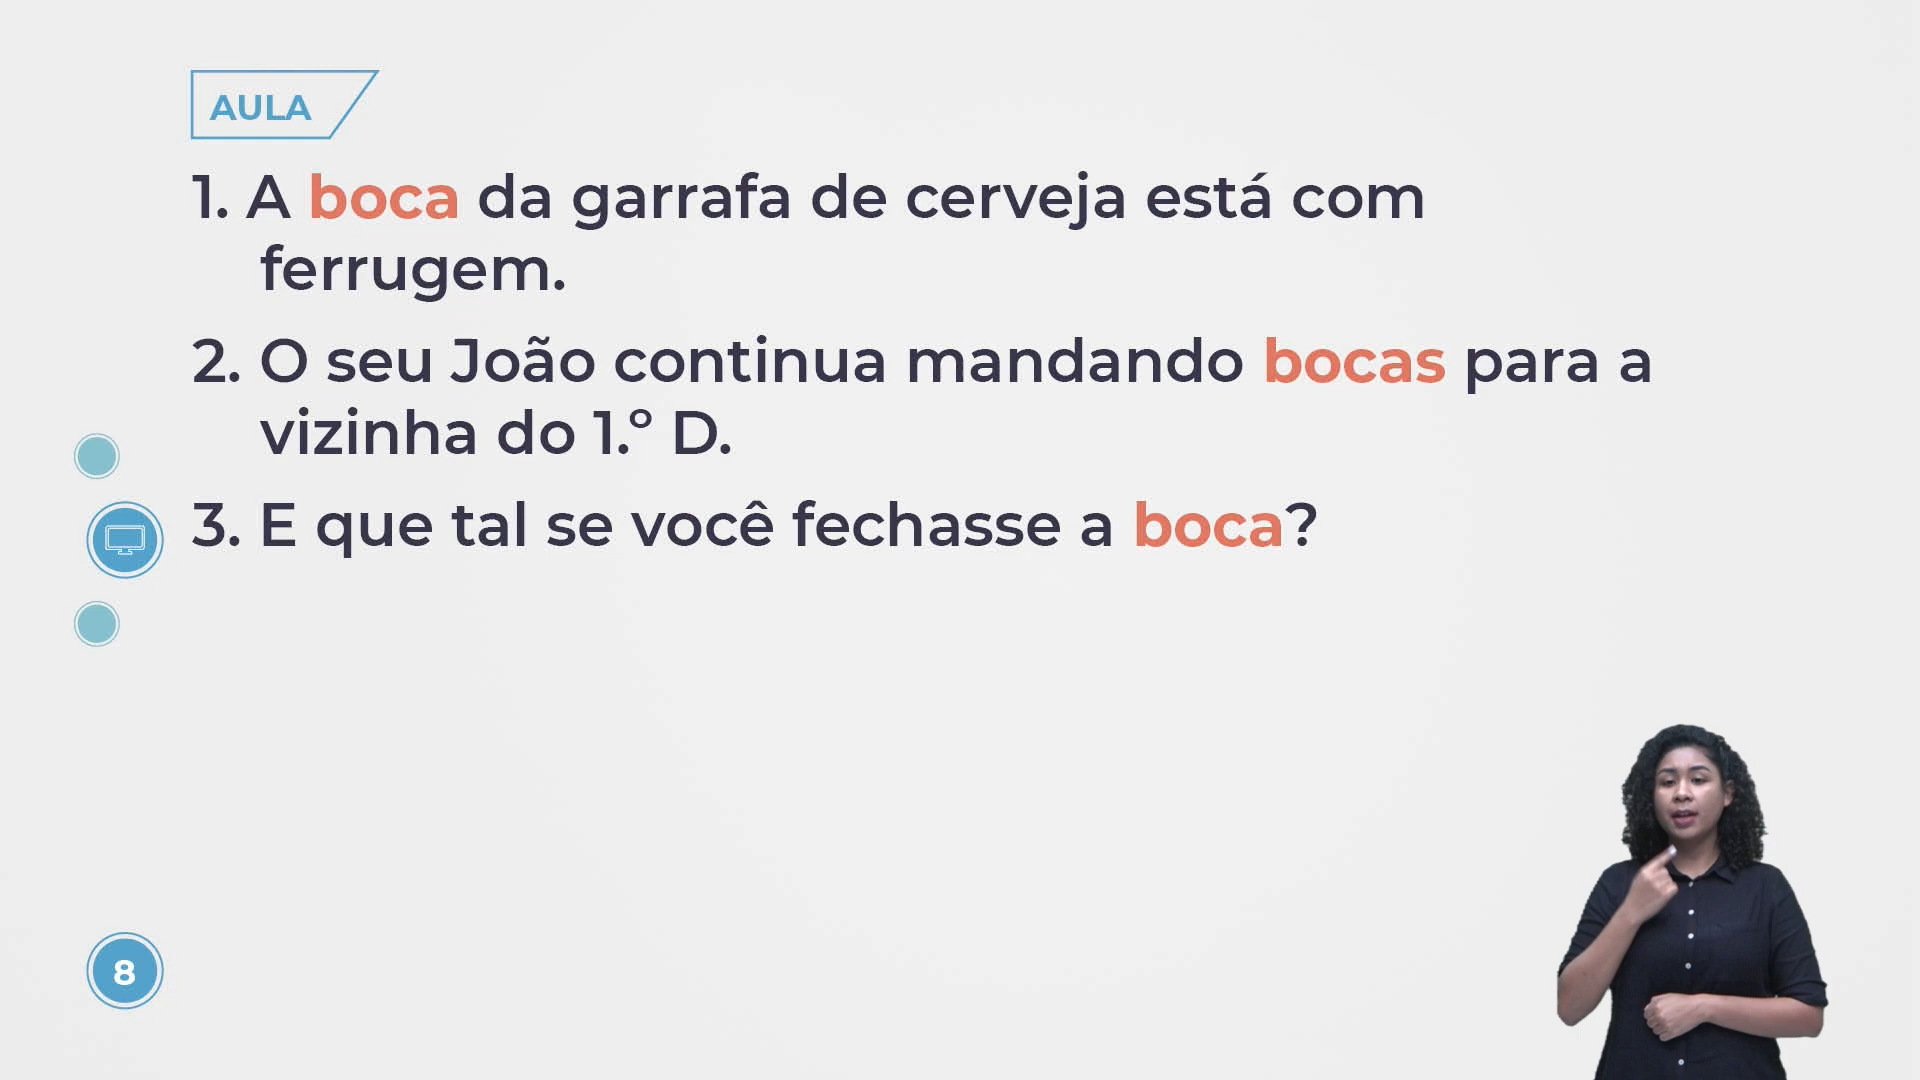 AULA
1. A boca da garrafa de cerveja está com
ferrugem.
2. O seu João continua mandando bocas para a
vizinha do 1.º D.
3. E que tal se você fechasse a boca?
8